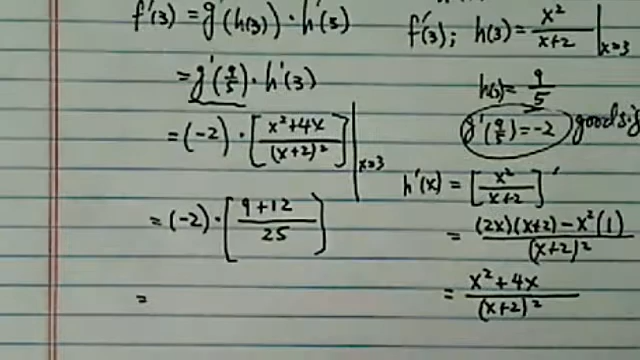 f'(3) = g'(h(3)) · h'(3)
= g'(9/5) · h'(3)
= (-2) · [x²+4x / (x+2)²] |x=3
= (-2) · [9+12 / 25]
=
f'(3); h(3) = x² / x+2 |x=3
h(3) = 9/5
g'(9/5) = -2 good sig
h'(x) = [x² / x+2]'
= (2x)(x+2) - x²(1) / (x+2)²
= x²+4x / (x+2)²